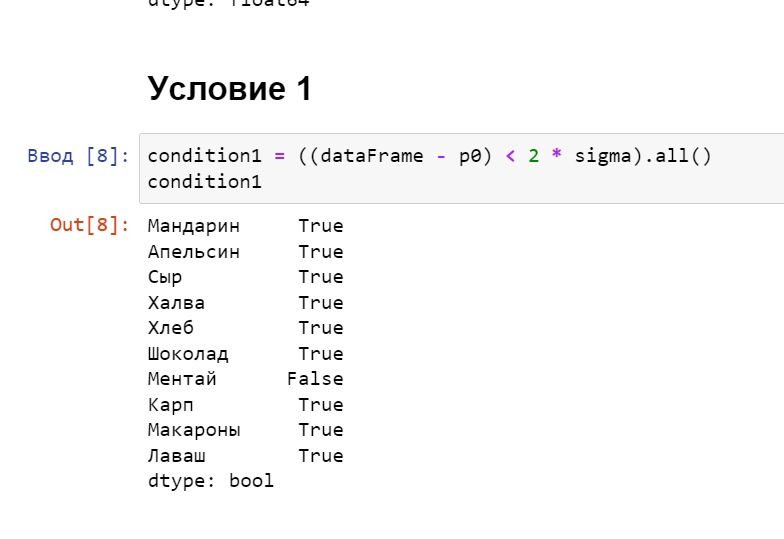 dtype: float64
Условие 1
Ввод [8]: condition1 = ((dataFrame - p0) < 2 * sigma).all()
condition1
Out[8]: Мандарин True
Апельсин True
Сыр True
Халва True
Хлеб True
Шоколад True
Ментай False
Карп True
Макароны True
Лаваш True
dtype: bool